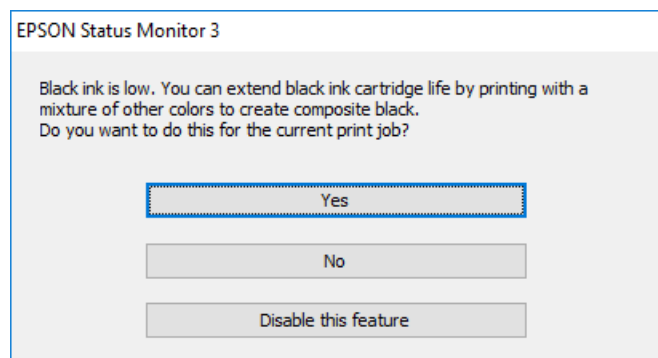 EPSON Status Monitor 3
Black ink is low. You can extend black ink cartridge life by printing with a
mixture of other colors to create composite black.
Do you want to do this for the current print job?
Yes
No
Disable this feature